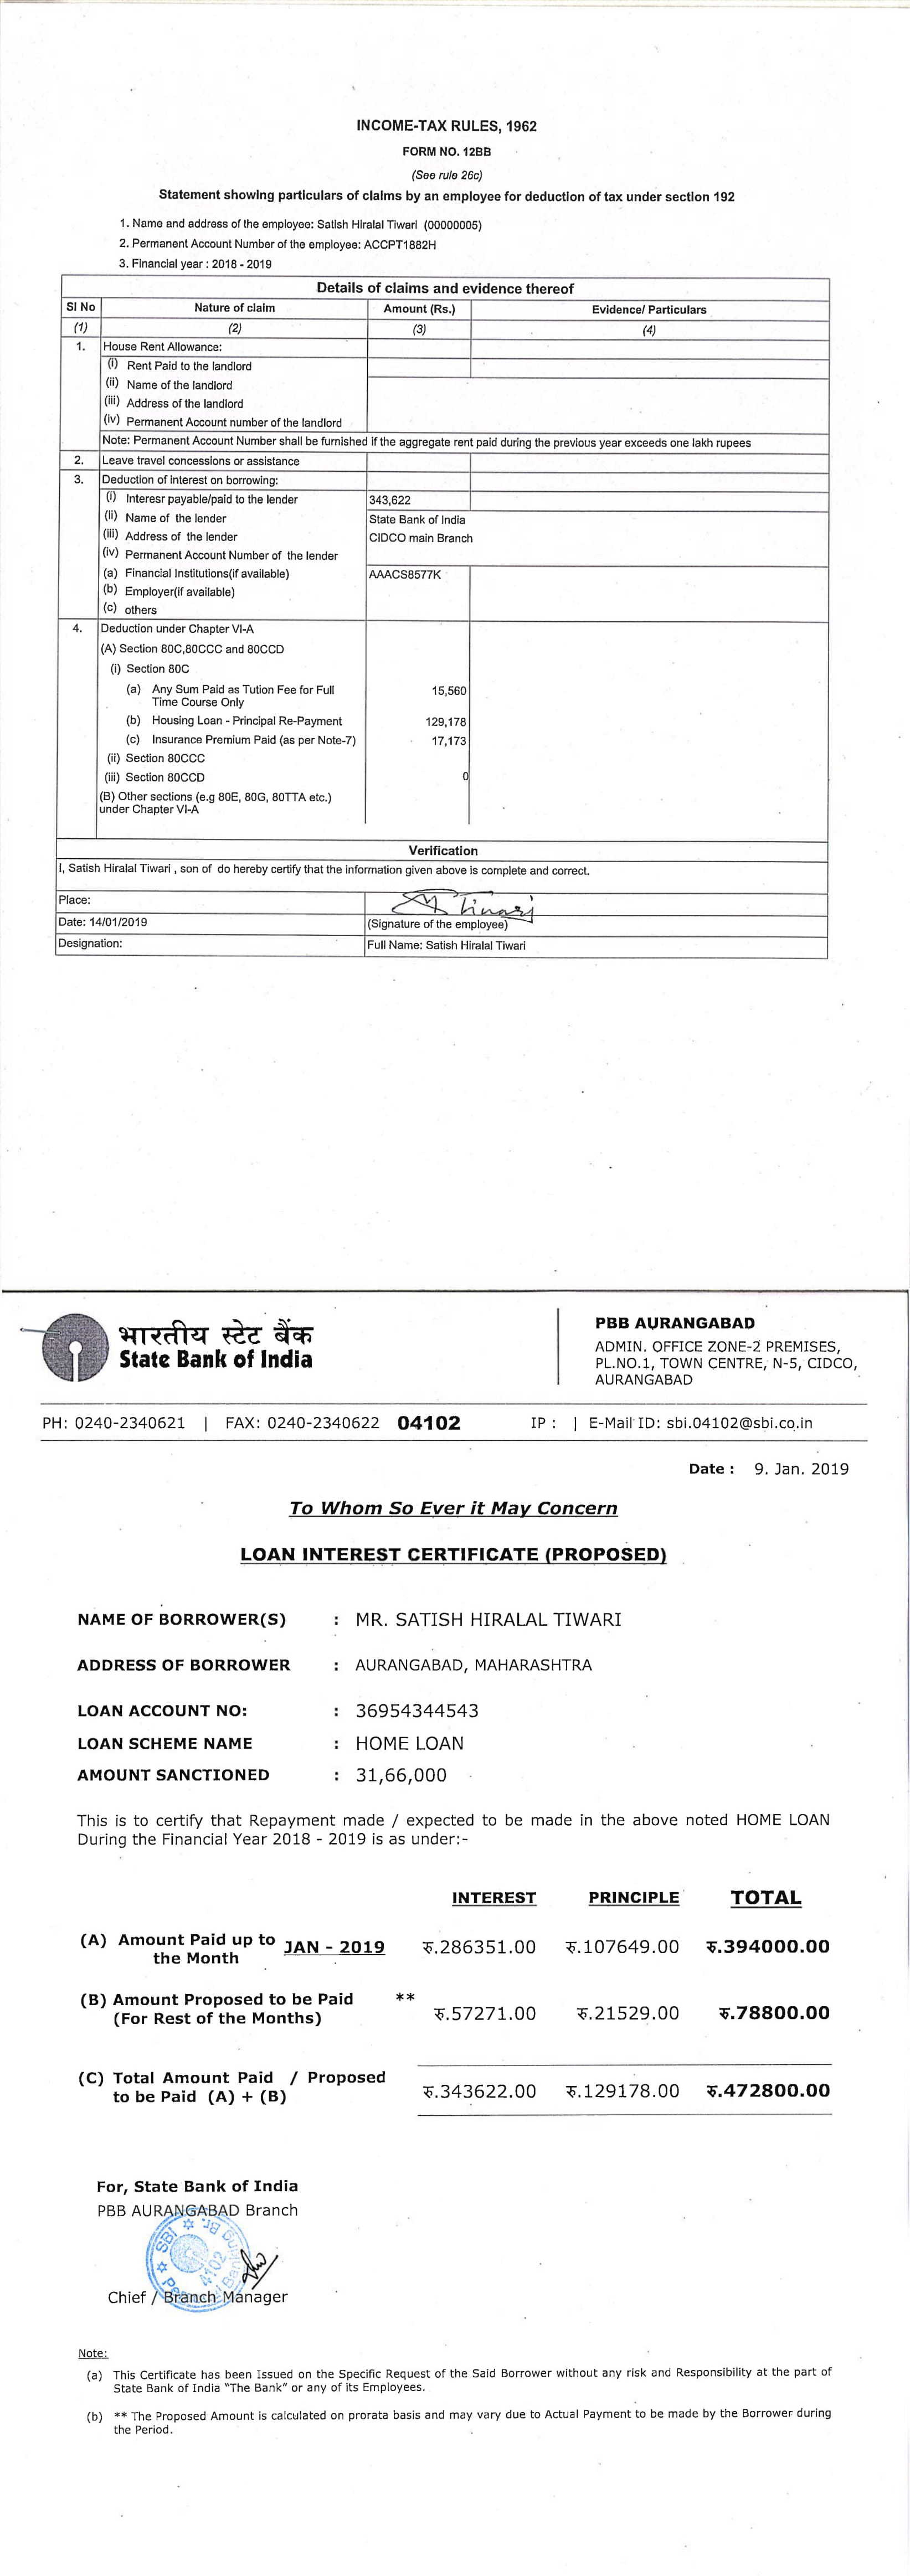 INCOME-TAX RULES, 1962
FORM NO. 12BB
(See rule 26c)
Statement showing particulars of claims by an employee for deduction of tax under section 192
1. Name and address of the employee: Satish Hiralal Tiwari (00000005)
2. Permanent Account Number of the employee: ACCPT1882H
3. Financial year : 2018 - 2019
Details of claims and evidence thereof
Sl No Nature of claim Amount (Rs.) Evidence/ Particulars
(1) (2) (3) (4)
1. House Rent Allowance:
(i) Rent Paid to the landlord
(ii) Name of the landlord
(iii) Address of the landlord
(iv) Permanent Account number of the landlord
Note: Permanent Account Number shall be furnished if the aggregate rent paid during the previous year exceeds one lakh rupees
2. Leave travel concessions or assistance
3. Deduction of interest on borrowing:
(i) Interesr payable/paid to the lender 343,622
(ii) Name of the lender State Bank of India
(iii) Address of the lender CIDCO main Branch
(iv) Permanent Account Number of the lender
(a) Financial Institutions(if available) AAACS8577K
(b) Employer(if available)
(c) others
4. Deduction under Chapter VI-A
(A) Section 80C,80CCC and 80CCD
(i) Section 80C
(a) Any Sum Paid as Tution Fee for Full 15,560
Time Course Only
(b) Housing Loan - Principal Re-Payment 129,178
(c) Insurance Premium Paid (as per Note-7) 17,173
(ii) Section 80CCC
(iii) Section 80CCD 0
(B) Other sections (e.g 80E, 80G, 80TTA etc.)
under Chapter VI-A
Verification
I, Satish Hiralal Tiwari , son of do hereby certify that the information given above is complete and correct.
Place: Tiwari
Date: 14/01/2019 (Signature of the employee)
Designation: Full Name: Satish Hiralal Tiwari
भारतीय स्टेट बैंक
State Bank of India
PBB AURANGABAD
ADMIN. OFFICE ZONE-2 PREMISES,
PL.NO.1, TOWN CENTRE, N-5, CIDCO,
AURANGABAD
PH: 0240-2340621 | FAX: 0240-2340622 04102 IP : | E-Mail ID: sbi.04102@sbi.co.in
Date : 9. Jan. 2019
To Whom So Ever it May Concern
LOAN INTEREST CERTIFICATE (PROPOSED)
NAME OF BORROWER(S) : MR. SATISH HIRALAL TIWARI
ADDRESS OF BORROWER : AURANGABAD, MAHARASHTRA
LOAN ACCOUNT NO: : 36954344543
LOAN SCHEME NAME : HOME LOAN
AMOUNT SANCTIONED : 31,66,000
This is to certify that Repayment made / expected to be made in the above noted HOME LOAN
During the Financial Year 2018 - 2019 is as under:-
INTEREST PRINCIPLE TOTAL
(A) Amount Paid up to JAN - 2019 रु.286351.00 रु.107649.00 रु.394000.00
the Month
(B) Amount Proposed to be Paid ** रु.57271.00 रु.21529.00 रु.78800.00
(For Rest of the Months)
(C) Total Amount Paid / Proposed रु.343622.00 रु.129178.00 रु.472800.00
to be Paid (A) + (B)
For, State Bank of India
PBB AURANGABAD Branch
SBI
Chief / Branch Manager
Note:
(a) This Certificate has been Issued on the Specific Request of the Said Borrower without any risk and Responsibility at the part of
State Bank of India "The Bank" or any of its Employees.
(b) ** The Proposed Amount is calculated on prorata basis and may vary due to Actual Payment to be made by the Borrower during
the Period.